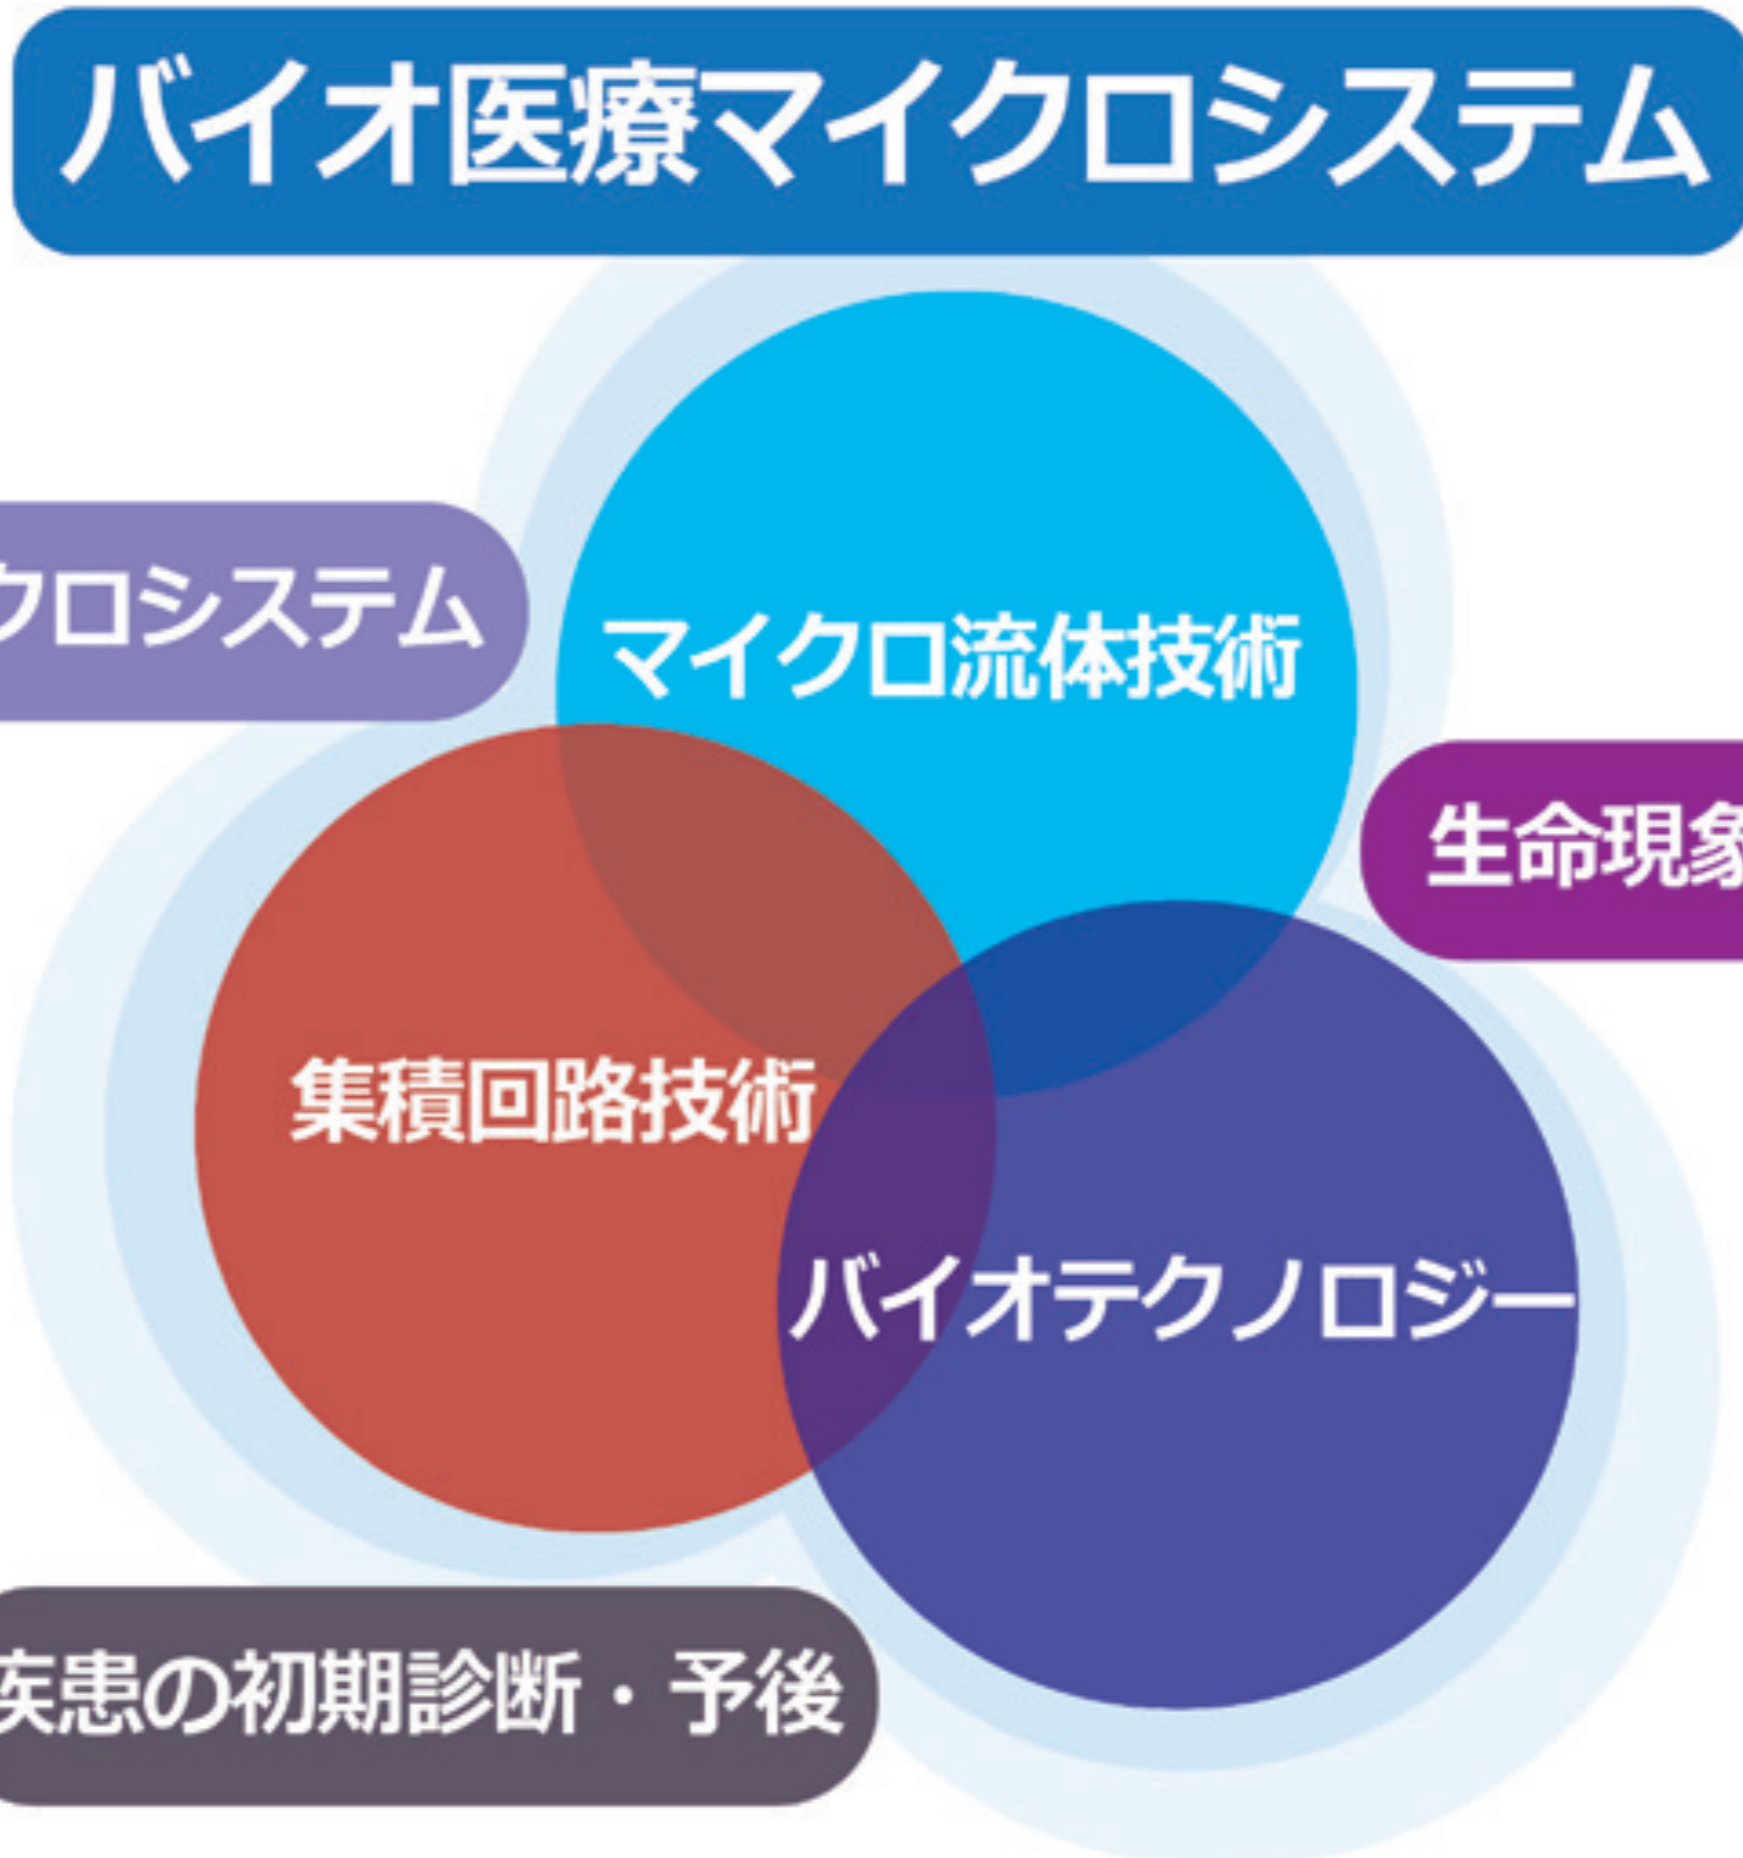 バイオ医療マイクロシステム
クロシステム
マイクロ流体技術
生命現象
集積回路技術
バイオテクノロジー
疾患の初期診断・予後